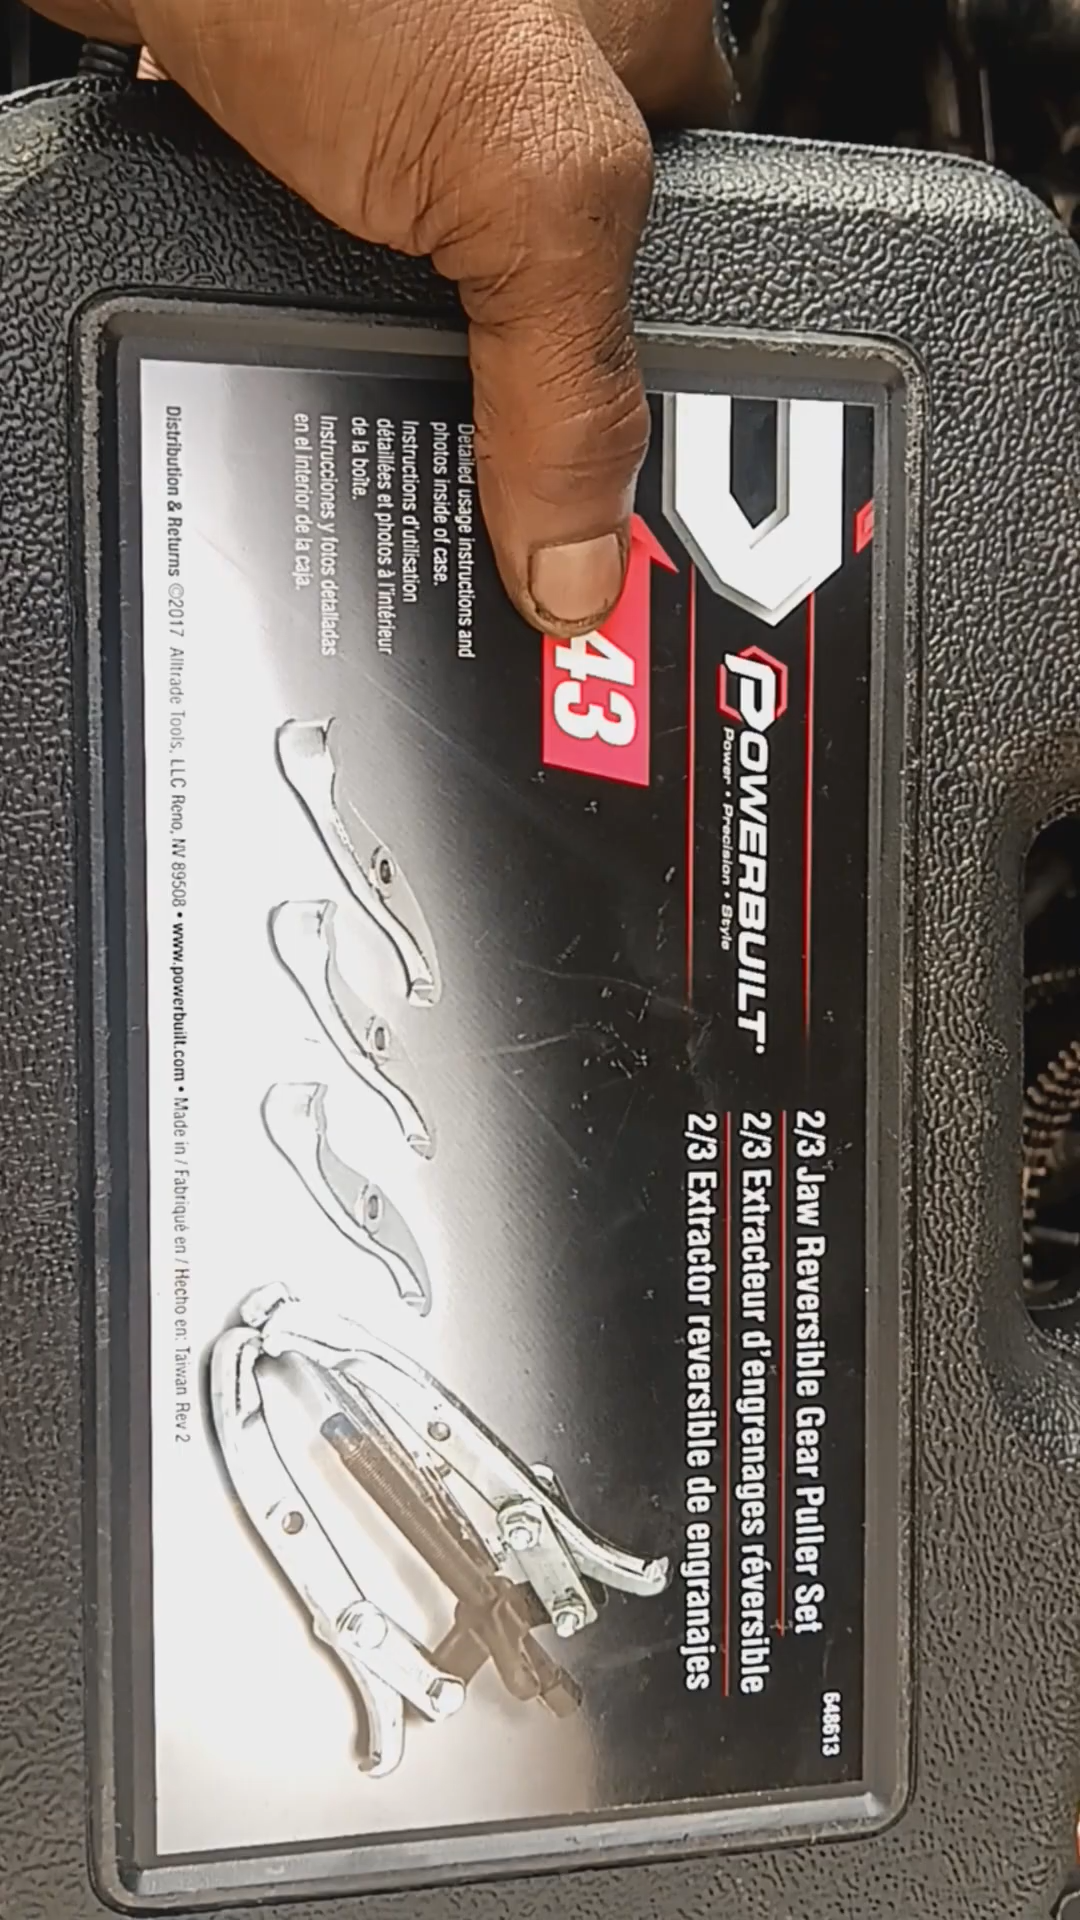 POWERBUILT
Power • Precision • Style
2/3 Jaw Reversible Gear Puller Set
2/3 Extracteur d'engrenages réversible
2/3 Extractor reversible de engranajes
648613
43
Detailed usage instructions and
photos inside of case.
Instructions d'utilisation
détaillées et photos à l'intérieur
de la boîte.
Instrucciones y fotos detalladas
en el interior de la caja.
Distribution & Returns ©2017 Alltrade Tools, LLC Reno, NV 89508 • www.powerbuilt.com • Made in / Fabriqué en / Hecho en: Taiwan Rev 2